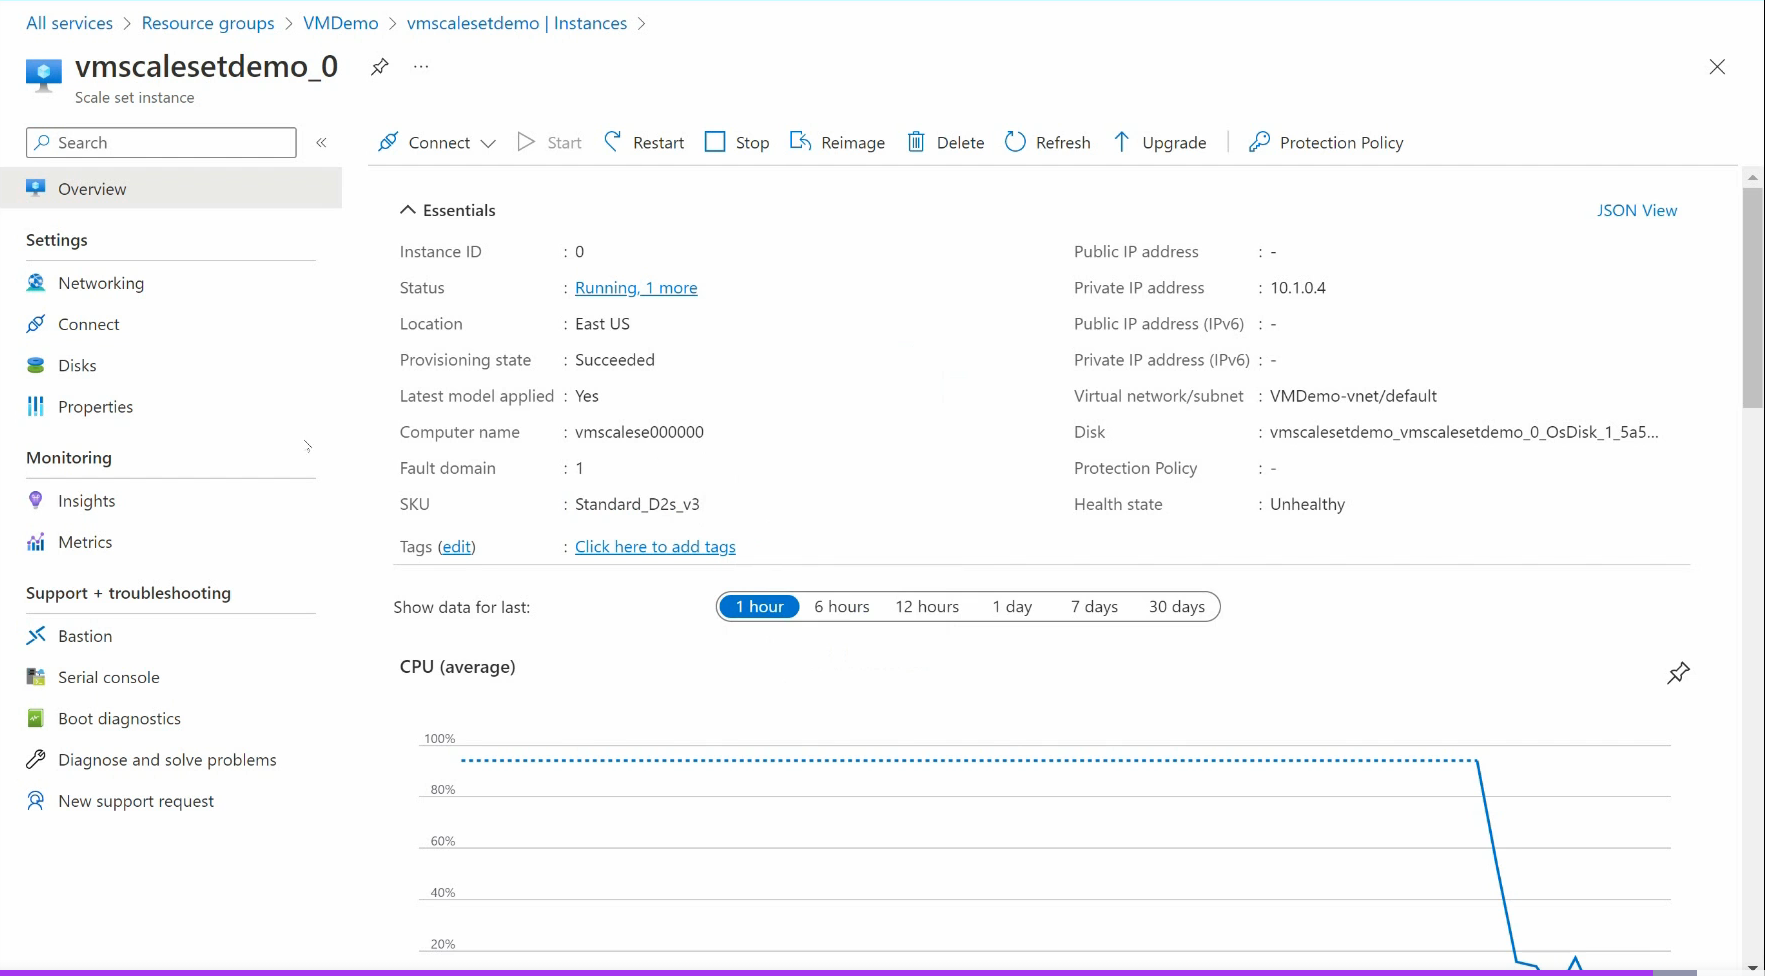 All services > Resource groups > VMDemo > vmscalesetdemo | Instances >
vmscalesetdemo_0 ...
Scale set instance
Search «
Connect Start Restart Stop Reimage Delete Refresh Upgrade Protection Policy
Overview
Settings
Networking
Connect
Disks
Properties
Monitoring
Insights
Metrics
Support + troubleshooting
Bastion
Serial console
Boot diagnostics
Diagnose and solve problems
New support request
Essentials JSON View
Instance ID : 0
Status : Running, 1 more
Location : East US
Provisioning state : Succeeded
Latest model applied : Yes
Computer name : vmscalese000000
Fault domain : 1
SKU : Standard_D2s_v3
Tags (edit) : Click here to add tags
Public IP address : -
Private IP address : 10.1.0.4
Public IP address (IPv6) : -
Private IP address (IPv6) : -
Virtual network/subnet : VMDemo-vnet/default
Disk : vmscalesetdemo_vmscalesetdemo_0_OsDisk_1_5a5...
Protection Policy : -
Health state : Unhealthy
Show data for last: 1 hour 6 hours 12 hours 1 day 7 days 30 days
CPU (average)
100%
80%
60%
40%
20%